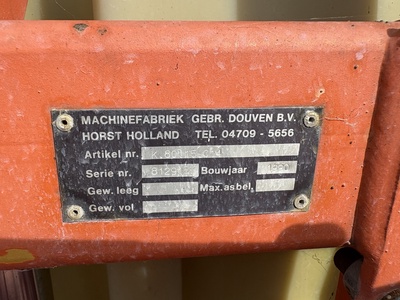 MACHINEFABRIEK GEBR. DOUVEN B.V.
HORST HOLLAND TEL. 04709 - 5656
Artikel nr.
Serie nr. Bouwjaar
Gew. leeg Max.asbel.
Gew. vol